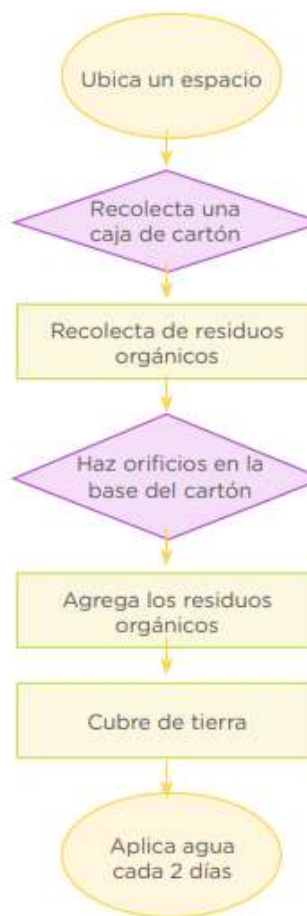 Ubica un espacio
Recolecta una
caja de cartón
Recolecta de residuos
orgánicos
Haz orificios en la
base del cartón
Agrega los residuos
orgánicos
Cubre de tierra
Aplica agua
cada 2 días